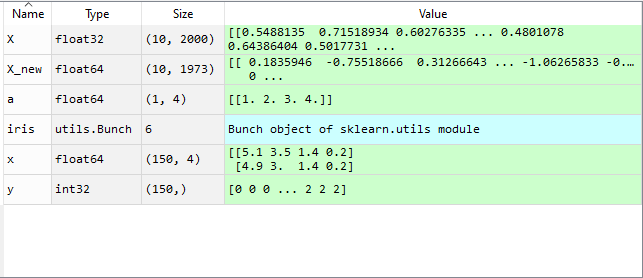 Name Type Size Value
X float32 (10, 2000) [[0.5488135 0.71518934 0.60276335 ... 0.4801078
0.64386404 0.5017731 ...
X_new float64 (10, 1973) [[ 0.1835946 -0.75518666 0.31266643 ... -1.06265833 -0.…
0 ...
a float64 (1, 4) [[1. 2. 3. 4.]]
iris utils.Bunch 6 Bunch object of sklearn.utils module
x float64 (150, 4) [[5.1 3.5 1.4 0.2]
[4.9 3. 1.4 0.2]
y int32 (150,) [0 0 0 ... 2 2 2]